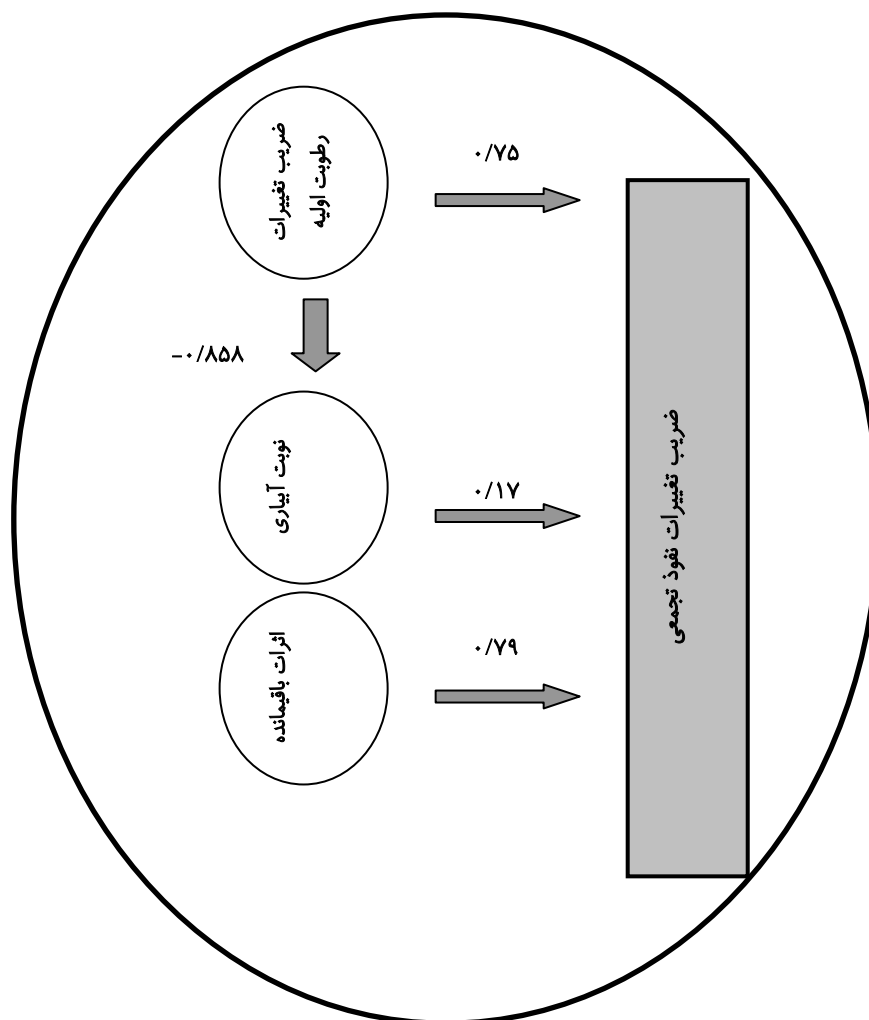 ضریب تغییرات
رطوبت اولیه
۰/۷۵
-۰/۸۵۸
نوبت آبیاری
۰/۱۷
اثرات باقیمانده
۰/۷۹
ضریب تغییرات نفوذ تجمعی